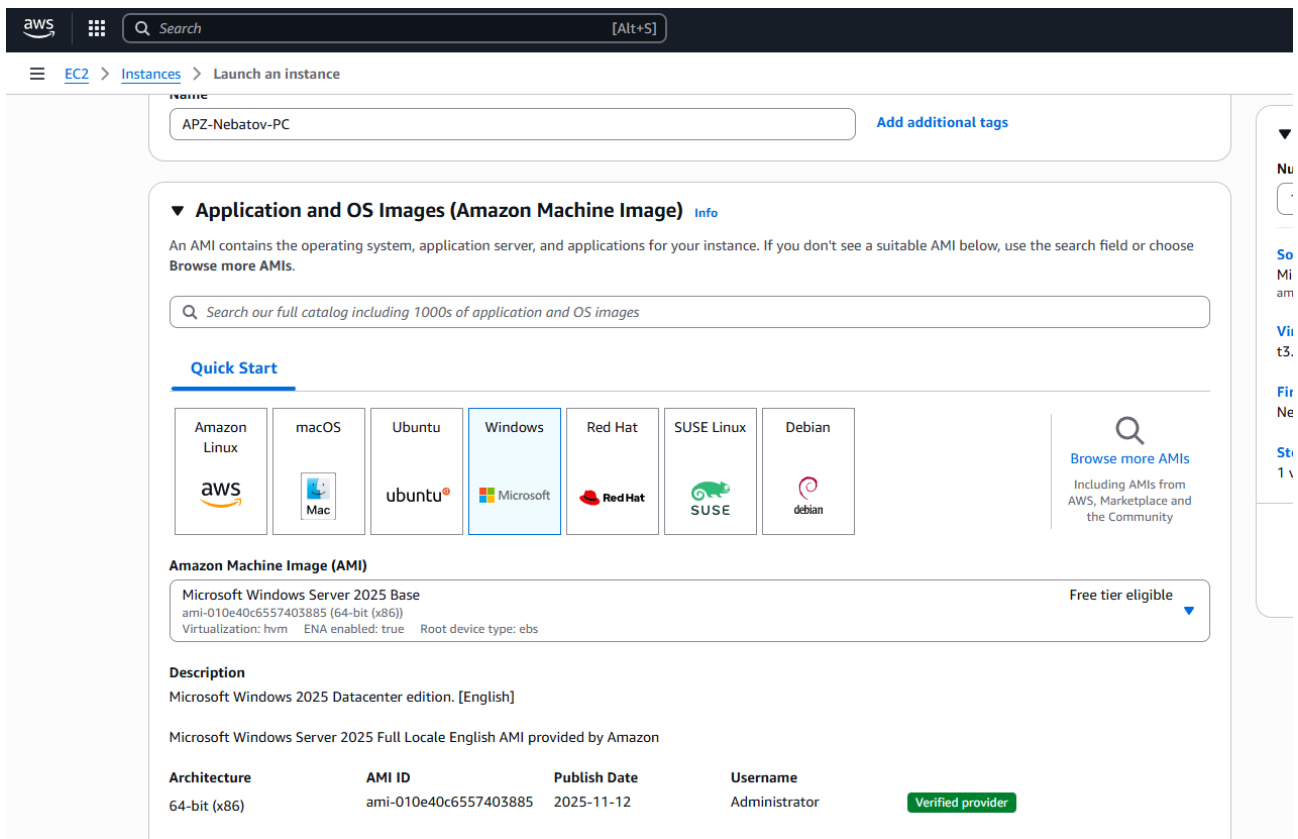 aws
Search [Alt+S]
EC2 > Instances > Launch an instance
Name
APZ-Nebatov-PC
Add additional tags
Application and OS Images (Amazon Machine Image) Info
An AMI contains the operating system, application server, and applications for your instance. If you don't see a suitable AMI below, use the search field or choose
Browse more AMIs.
Search our full catalog including 1000s of application and OS images
Quick Start
Amazon Linux
aws
macOS
Mac
Ubuntu
ubuntu
Windows
Microsoft
Red Hat
Red Hat
SUSE Linux
SUSE
Debian
debian
Browse more AMIs
Including AMIs from
AWS, Marketplace and
the Community
Amazon Machine Image (AMI)
Microsoft Windows Server 2025 Base
Free tier eligible
ami-010e40c6557403885 (64-bit (x86))
Virtualization: hvm ENA enabled: true Root device type: ebs
Description
Microsoft Windows 2025 Datacenter edition. [English]
Microsoft Windows Server 2025 Full Locale English AMI provided by Amazon
Architecture AMI ID Publish Date Username
64-bit (x86) ami-010e40c6557403885 2025-11-12 Administrator Verified provider